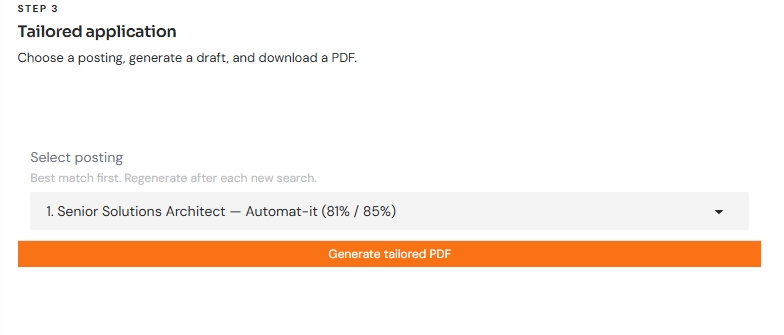 STEP 3
Tailored application
Choose a posting, generate a draft, and download a PDF.
Select posting
Best match first. Regenerate after each new search.
1. Senior Solutions Architect — Automat-it (81% / 85%)
Generate tailored PDF